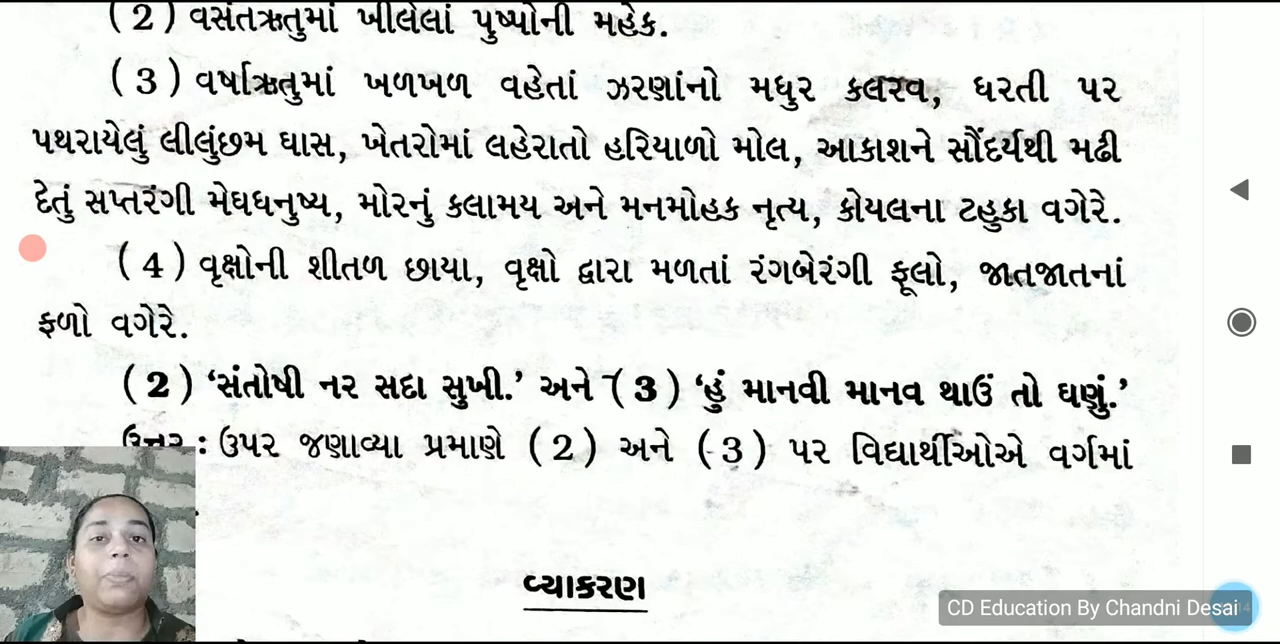 (2) વસંતઋતુમાં ખીલેલાં પુષ્પોની મહેક.
(3) વર્ષાઋતુમાં ખળખળ વહેતાં ઝરણાંનો મધુર કલરવ, ધરતી પર
પથરાયેલું લીલુંછમ ઘાસ, ખેતરોમાં લહેરાતો હરિયાળો મોલ, આકાશને સૌંદર્યથી મઢી
દેતું સપ્તરંગી મેઘધનુષ્ય, મોરનું કલામય અને મનમોહક નૃત્ય, કોયલના ટહુકા વગેરે.
(4) વૃક્ષોની શીતળ છાયા, વૃક્ષો દ્વારા મળતાં રંગબેરંગી ફૂલો, જાતજાતનાં
ફળો વગેરે.
(2) ‘સંતોષી નર સદા સુખી.’ અને (3) ‘હું માનવી માનવ થાઉં તો ઘણું.’
ઉત્તર : ઉપર જણાવ્યા પ્રમાણે (2) અને (3) પર વિદ્યાર્થીઓએ વર્ગમાં
વ્યાકરણ
CD Education By Chandni Desai